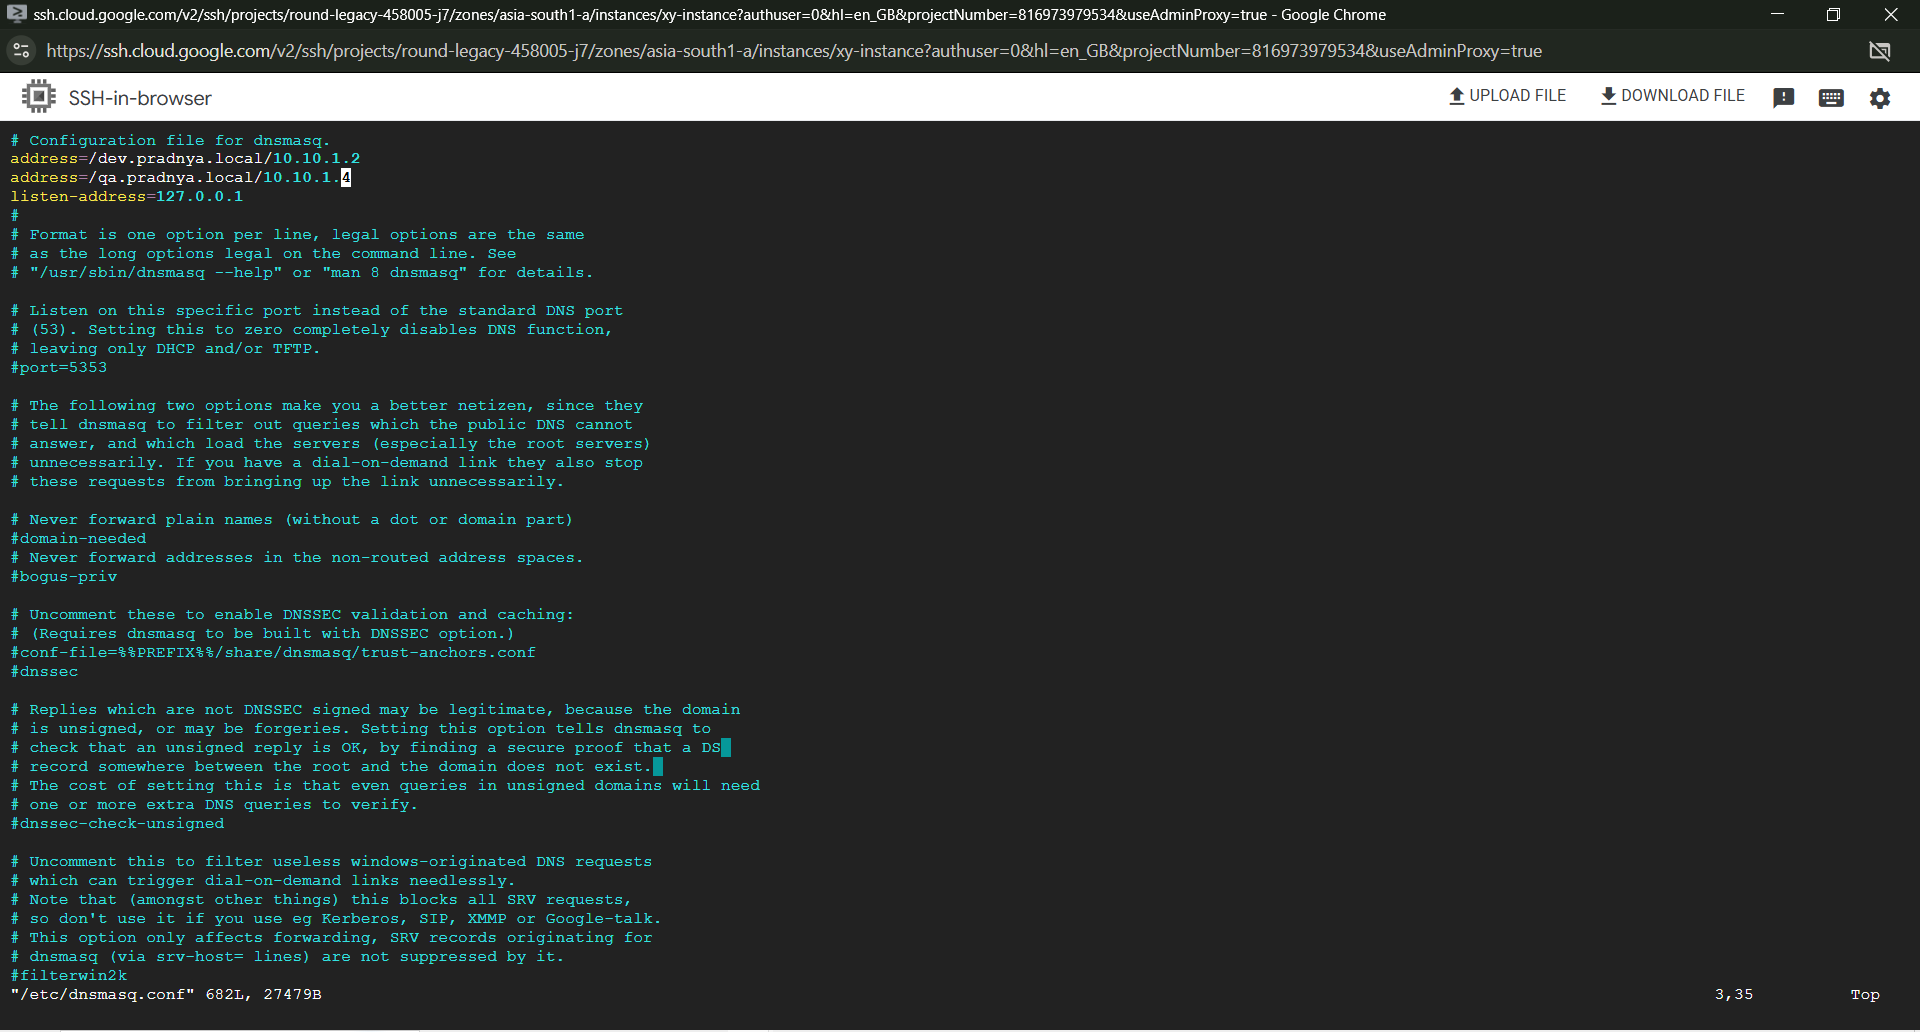 ssh.cloud.google.com/v2/ssh/projects/round-legacy-458005-j7/zones/asia-south1-a/instances/xy-instance?authuser=0&hl=en_GB&projectNumber=816973979534&useAdminProxy=true - Google Chrome
https://ssh.cloud.google.com/v2/ssh/projects/round-legacy-458005-j7/zones/asia-south1-a/instances/xy-instance?authuser=0&hl=en_GB&projectNumber=816973979534&useAdminProxy=true
SSH-in-browser
UPLOAD FILE
DOWNLOAD FILE
# Configuration file for dnsmasq.
address=/dev.pradnya.local/10.10.1.2
address=/qa.pradnya.local/10.10.1.4
listen-address=127.0.0.1
#
# Format is one option per line, legal options are the same
# as the long options legal on the command line. See
# "/usr/sbin/dnsmasq --help" or "man 8 dnsmasq" for details.
# Listen on this specific port instead of the standard DNS port
# (53). Setting this to zero completely disables DNS function,
# leaving only DHCP and/or TFTP.
#port=5353
# The following two options make you a better netizen, since they
# tell dnsmasq to filter out queries which the public DNS cannot
# answer, and which load the servers (especially the root servers)
# unnecessarily. If you have a dial-on-demand link they also stop
# these requests from bringing up the link unnecessarily.
# Never forward plain names (without a dot or domain part)
#domain-needed
# Never forward addresses in the non-routed address spaces.
#bogus-priv
# Uncomment these to enable DNSSEC validation and caching:
# (Requires dnsmasq to be built with DNSSEC option.)
#conf-file=%%PREFIX%%/share/dnsmasq/trust-anchors.conf
#dnssec
# Replies which are not DNSSEC signed may be legitimate, because the domain
# is unsigned, or may be forgeries. Setting this option tells dnsmasq to
# check that an unsigned reply is OK, by finding a secure proof that a DS
# record somewhere between the root and the domain does not exist.
# The cost of setting this is that even queries in unsigned domains will need
# one or more extra DNS queries to verify.
#dnssec-check-unsigned
# Uncomment this to filter useless windows-originated DNS requests
# which can trigger dial-on-demand links needlessly.
# Note that (amongst other things) this blocks all SRV requests,
# so don't use it if you use eg Kerberos, SIP, XMMP or Google-talk.
# This option only affects forwarding, SRV records originating for
# dnsmasq (via srv-host= lines) are not suppressed by it.
#filterwin2k
"/etc/dnsmasq.conf" 682L, 27479B 3,35 Top